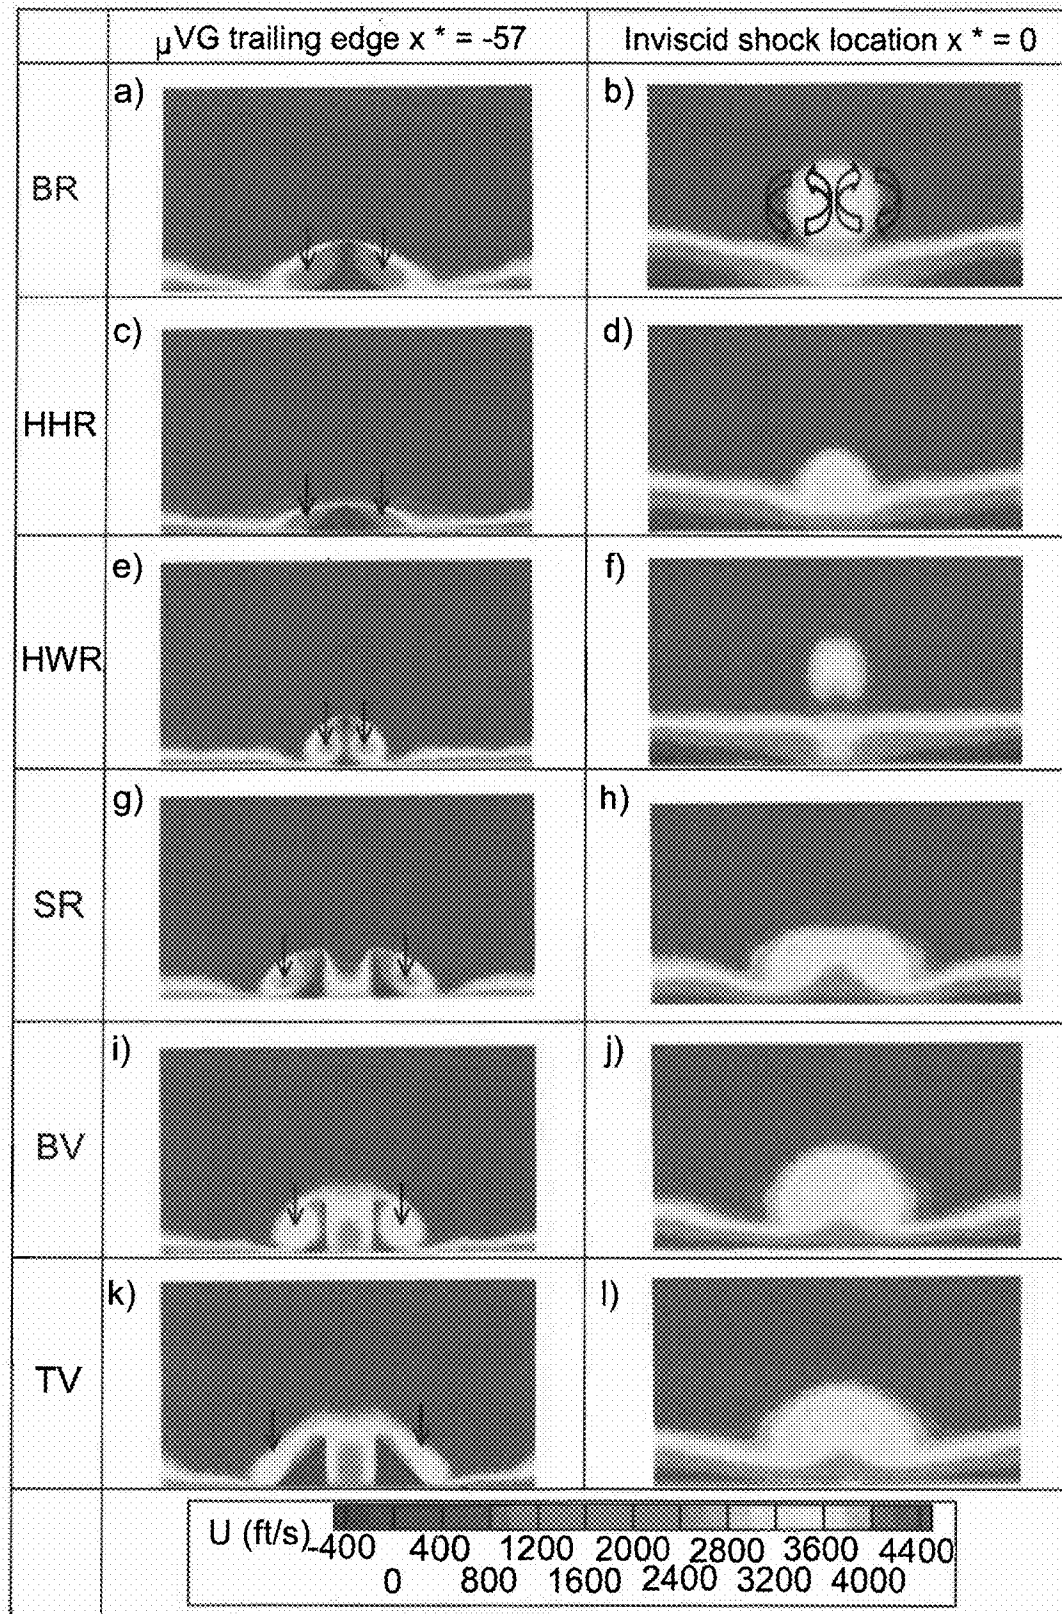 μVG trailing edge x * = -57
Inviscid shock location x * = 0
BR
a)
b)
HHR
c)
d)
HWR
e)
f)
SR
g)
h)
BV
i)
j)
TV
k)
l)
U (ft/s)
-400 400 1200 2000 2800 3600 4400
0 800 1600 2400 3200 4000